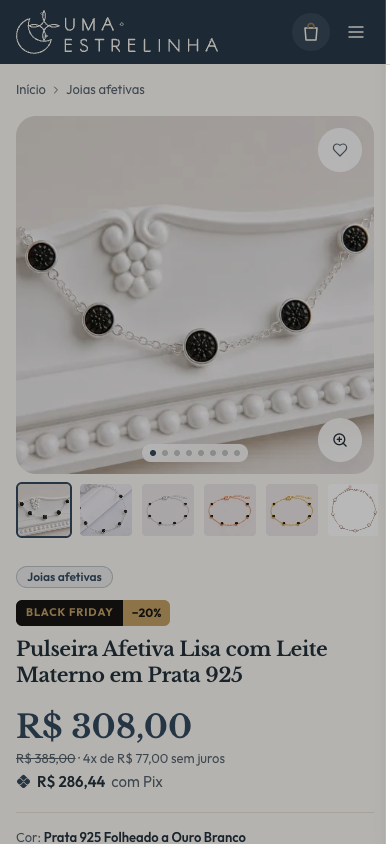 UMA
ESTRELINHA
Início > Joias afetivas
Joias afetivas
BLACK FRIDAY -20%
Pulseira Afetiva Lisa com Leite
Materno em Prata 925
R$ 308,00
R$ 385,00 · 4x de R$ 77,00 sem juros
R$ 286,44 com Pix
Cor: Prata 925 Folheado a Ouro Branco